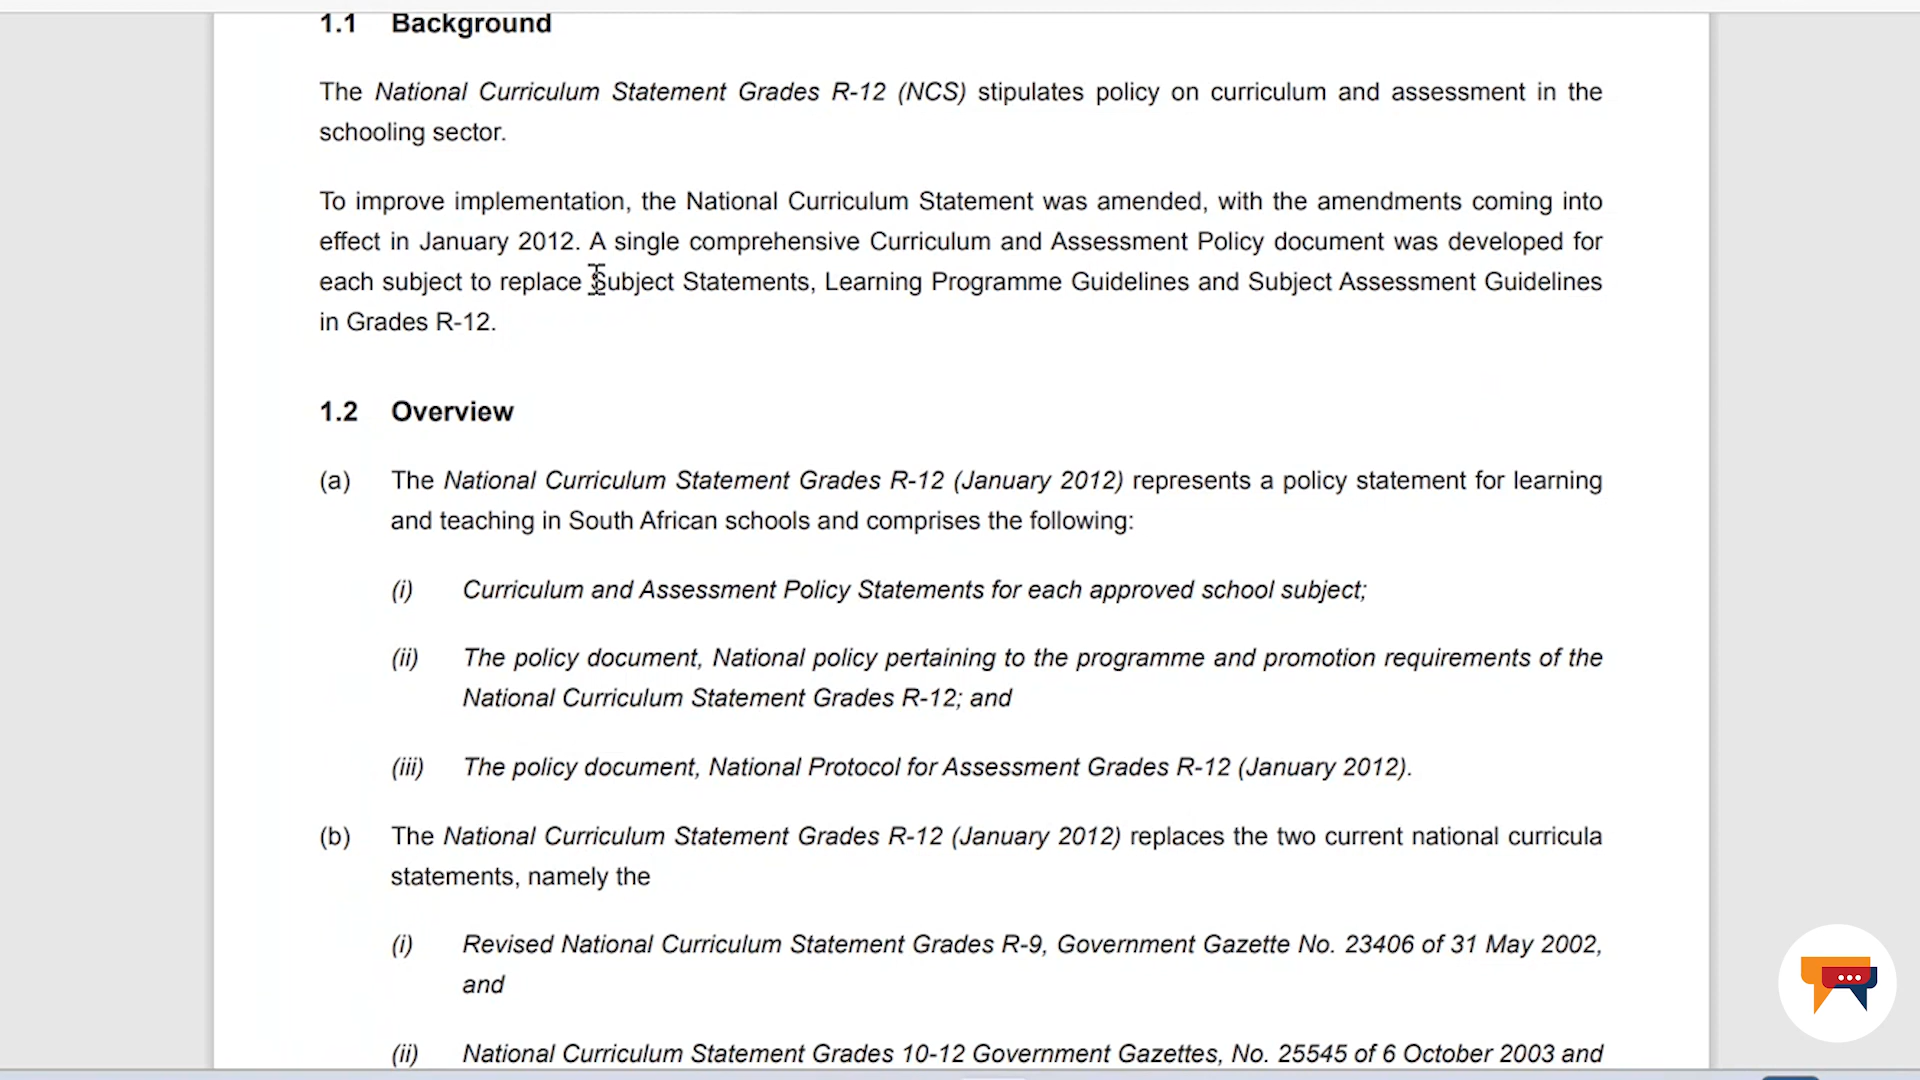 1.1 Background
The National Curriculum Statement Grades R-12 (NCS) stipulates policy on curriculum and assessment in the
schooling sector.
To improve implementation, the National Curriculum Statement was amended, with the amendments coming into
effect in January 2012. A single comprehensive Curriculum and Assessment Policy document was developed for
each subject to replace Subject Statements, Learning Programme Guidelines and Subject Assessment Guidelines
in Grades R-12.
1.2 Overview
(a) The National Curriculum Statement Grades R-12 (January 2012) represents a policy statement for learning
and teaching in South African schools and comprises the following:
(i) Curriculum and Assessment Policy Statements for each approved school subject;
(ii) The policy document, National policy pertaining to the programme and promotion requirements of the
National Curriculum Statement Grades R-12; and
(iii) The policy document, National Protocol for Assessment Grades R-12 (January 2012).
(b) The National Curriculum Statement Grades R-12 (January 2012) replaces the two current national curricula
statements, namely the
(i) Revised National Curriculum Statement Grades R-9, Government Gazette No. 23406 of 31 May 2002,
and
(ii) National Curriculum Statement Grades 10-12 Government Gazettes, No. 25545 of 6 October 2003 and